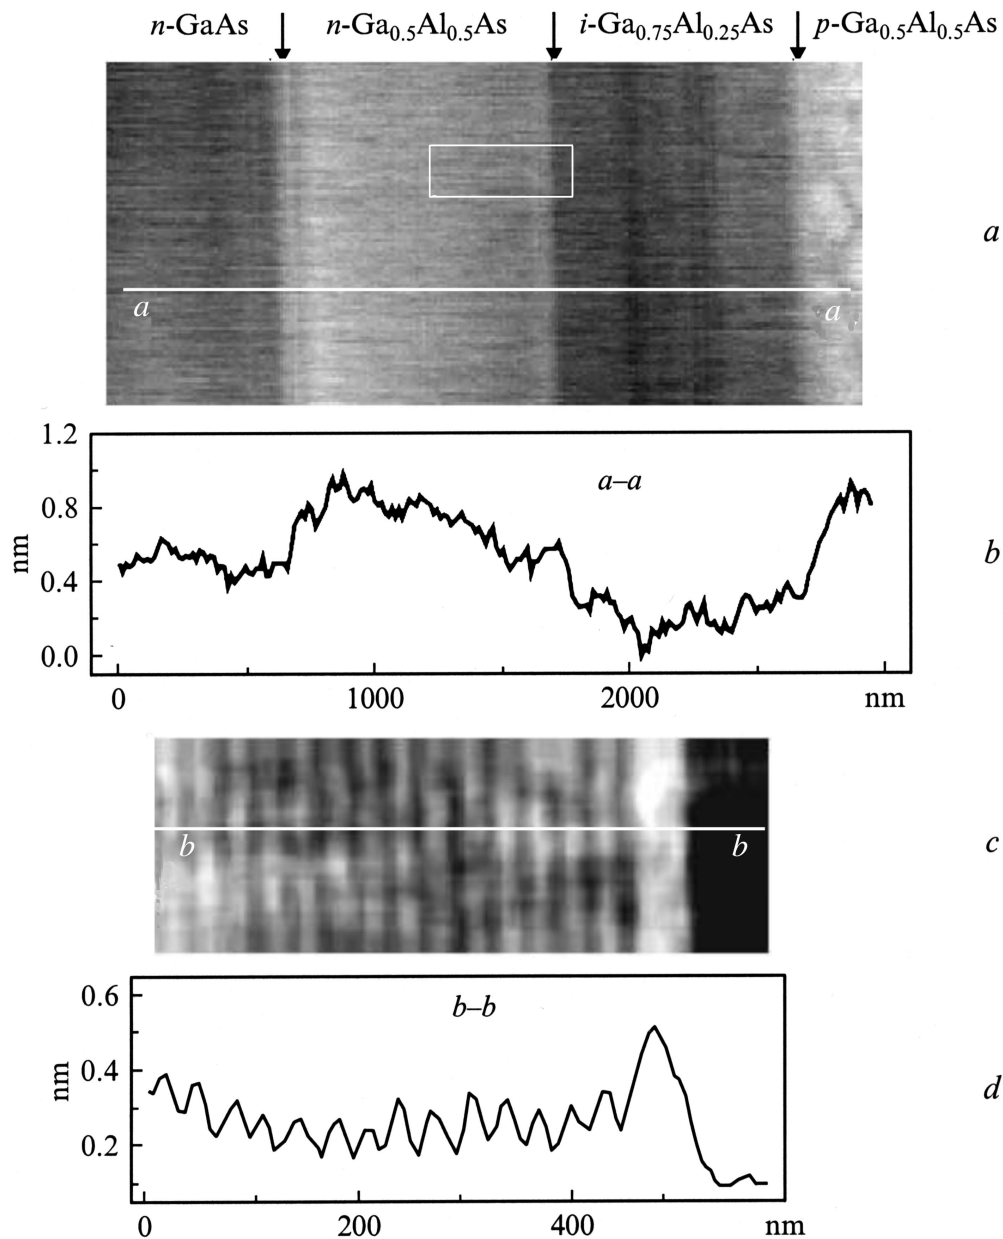 n-GaAs n-Ga0.5Al0.5As i-Ga0.75Al0.25As p-Ga0.5Al0.5As
a
a a
1.2
a–a
0.8
nm
b
0.4
0.0
0 1000 2000 nm
b b
c
0.6
b–b
0.4
nm
d
0.2
0 200 400 nm